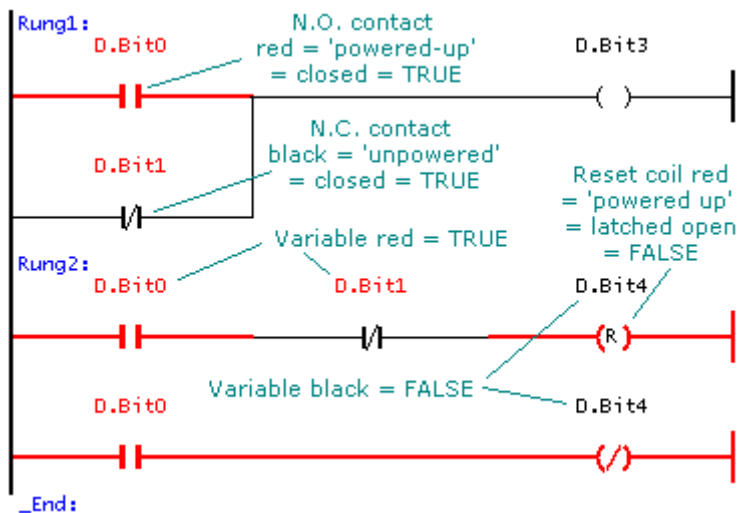 Rung1:
D.Bit0
N.O. contact
red = 'powered-up'
= closed = TRUE
D.Bit3
( )
D.Bit1
N.C. contact
black = 'unpowered'
= closed = TRUE
/
Reset coil red
= 'powered up'
= latched open
= FALSE
Variable red = TRUE
Rung2:
D.Bit0
D.Bit1
D.Bit4
/
(R)
Variable black = FALSE
D.Bit0
D.Bit4
(/)
_End: